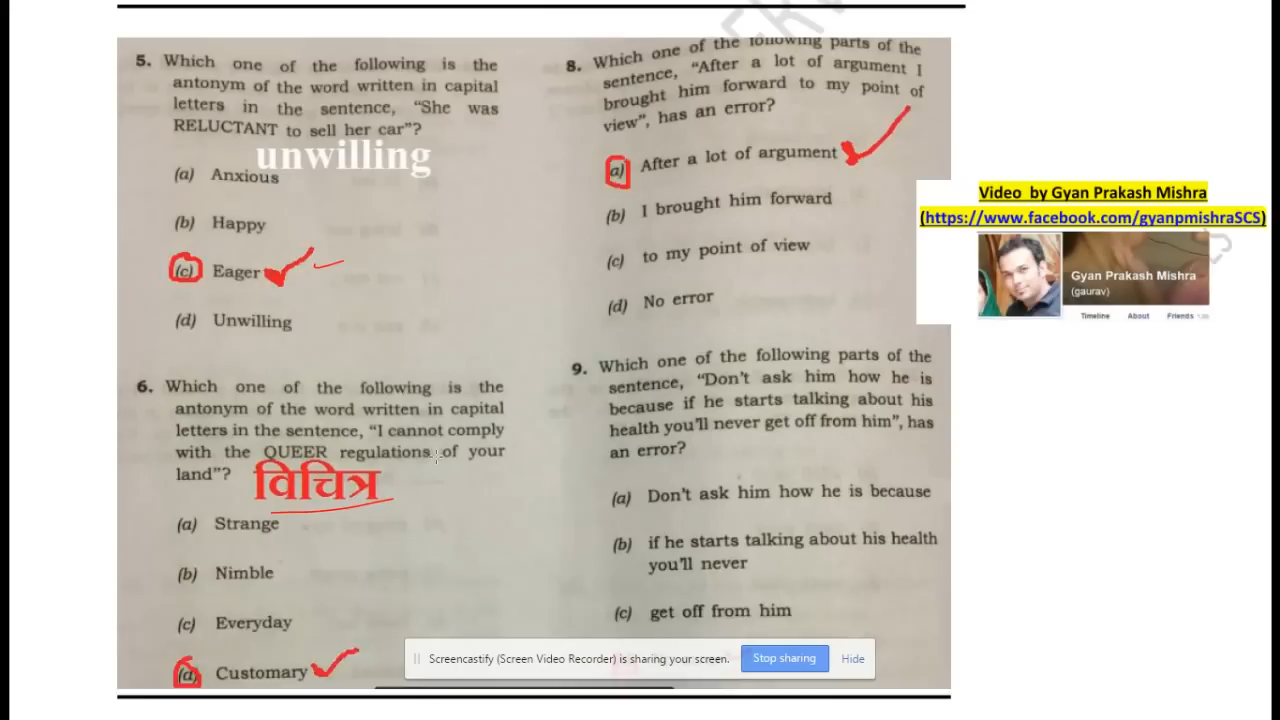 5. Which one of the following is the
antonym of the word written in capital
letters in the sentence, "She was
RELUCTANT to sell her car"?
unwilling
(a) Anxious
(b) Happy
(c) Eager
(d) Unwilling
6. Which one of the following is the
antonym of the word written in capital
letters in the sentence, "I cannot comply
with the QUEER regulations of your
land"?
विचित्र
(a) Strange
(b) Nimble
(c) Everyday
(d) Customary
8. Which one of the following parts of the
sentence, "After a lot of argument I
brought him forward to my point of
view", has an error?
(a) After a lot of argument
(b) I brought him forward
(c) to my point of view
(d) No error
9. Which one of the following parts of the
sentence, "Don't ask him how he is
because if he starts talking about his
health you'll never get off from him", has
an error?
(a) Don't ask him how he is because
(b) if he starts talking about his health
you'll never
(c) get off from him
Video by Gyan Prakash Mishra
(https://www.facebook.com/gyanpmishraSCS)
Gyan Prakash Mishra
(gaurav)
Timeline About Friends
Screencastify (Screen Video Recorder) is sharing your screen. Stop sharing Hide